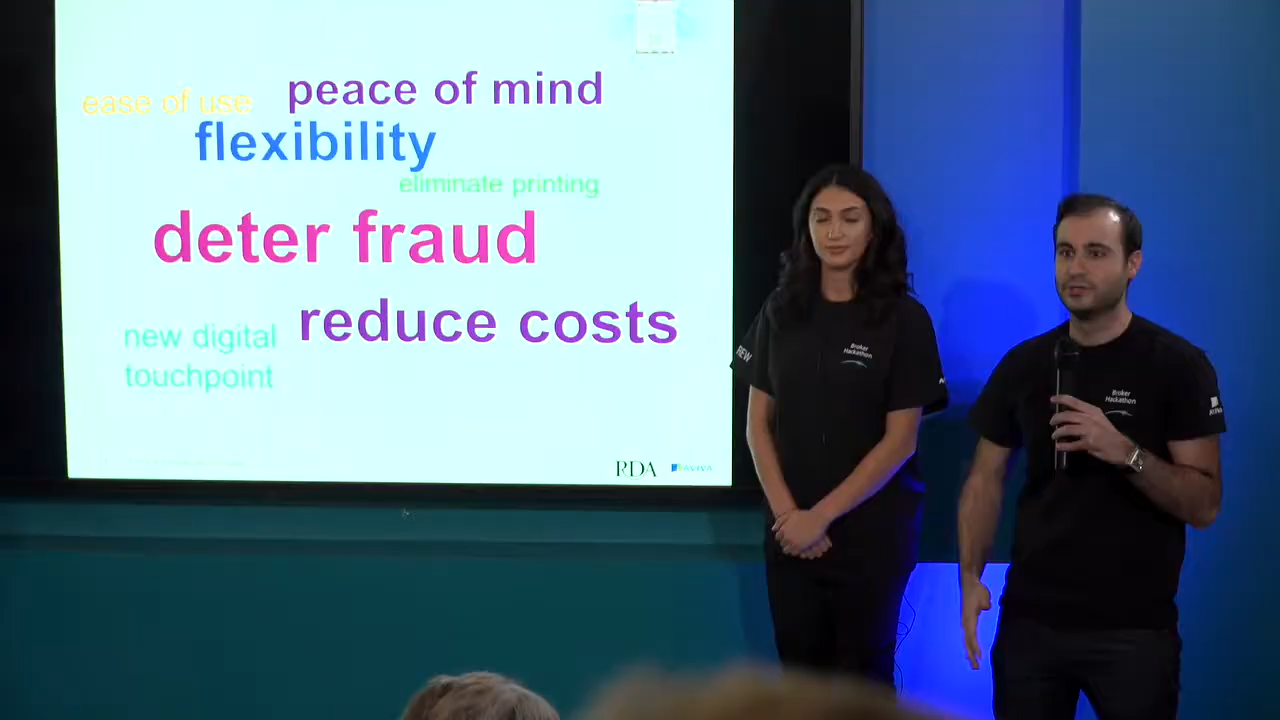 ease of use
peace of mind
flexibility
eliminate printing
deter fraud
reduce costs
new digital
touchpoint
RDA
Broker
Hackathon
Broker
Hackathon